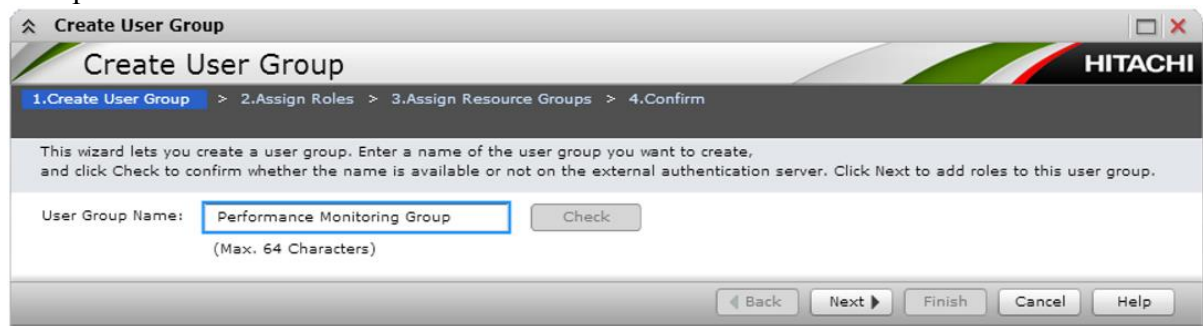 Create User Group
Create User Group
HITACHI
1.Create User Group > 2.Assign Roles > 3.Assign Resource Groups > 4.Confirm
This wizard lets you create a user group. Enter a name of the user group you want to create,
and click Check to confirm whether the name is available or not on the external authentication server. Click Next to add roles to this user group.
User Group Name: Performance Monitoring Group Check
(Max. 64 Characters)
Back Next Finish Cancel Help